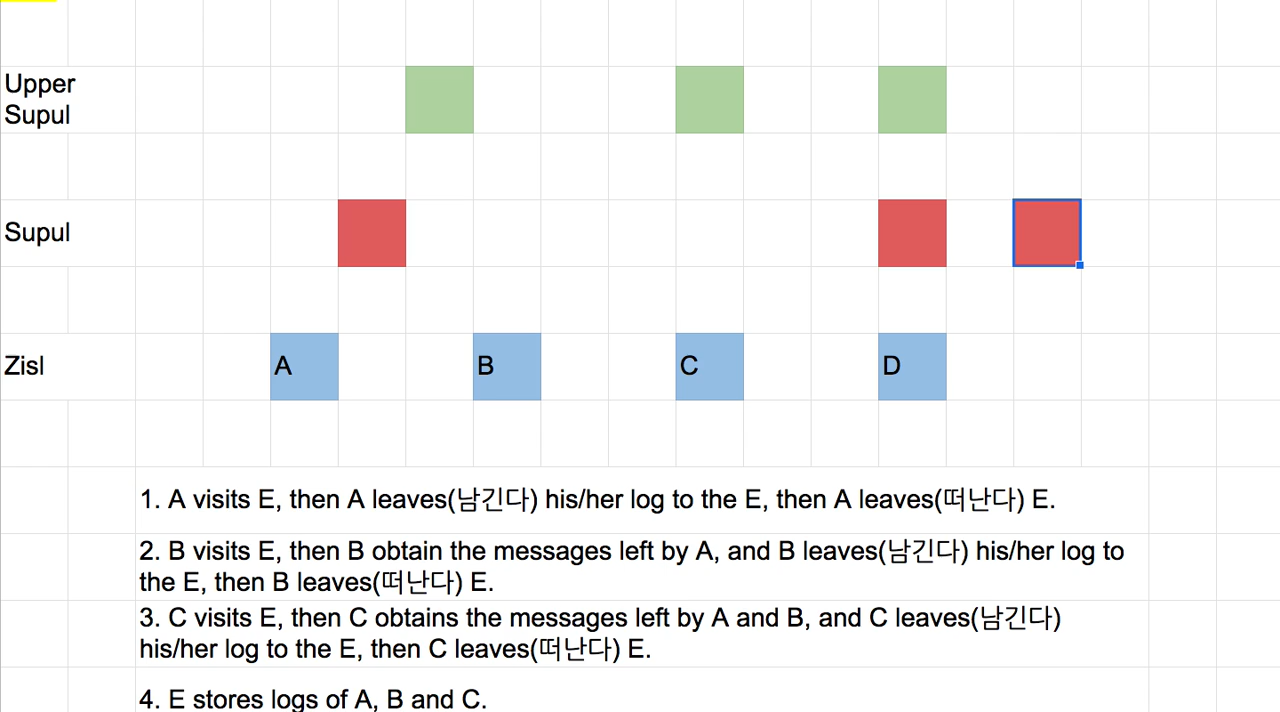 Upper
Supul
Supul
Zisl
A
B
C
D
1. A visits E, then A leaves(남긴다) his/her log to the E, then A leaves(떠난다) E.
2. B visits E, then B obtain the messages left by A, and B leaves(남긴다) his/her log to
the E, then B leaves(떠난다) E.
3. C visits E, then C obtains the messages left by A and B, and C leaves(남긴다)
his/her log to the E, then C leaves(떠난다) E.
4. E stores logs of A, B and C.